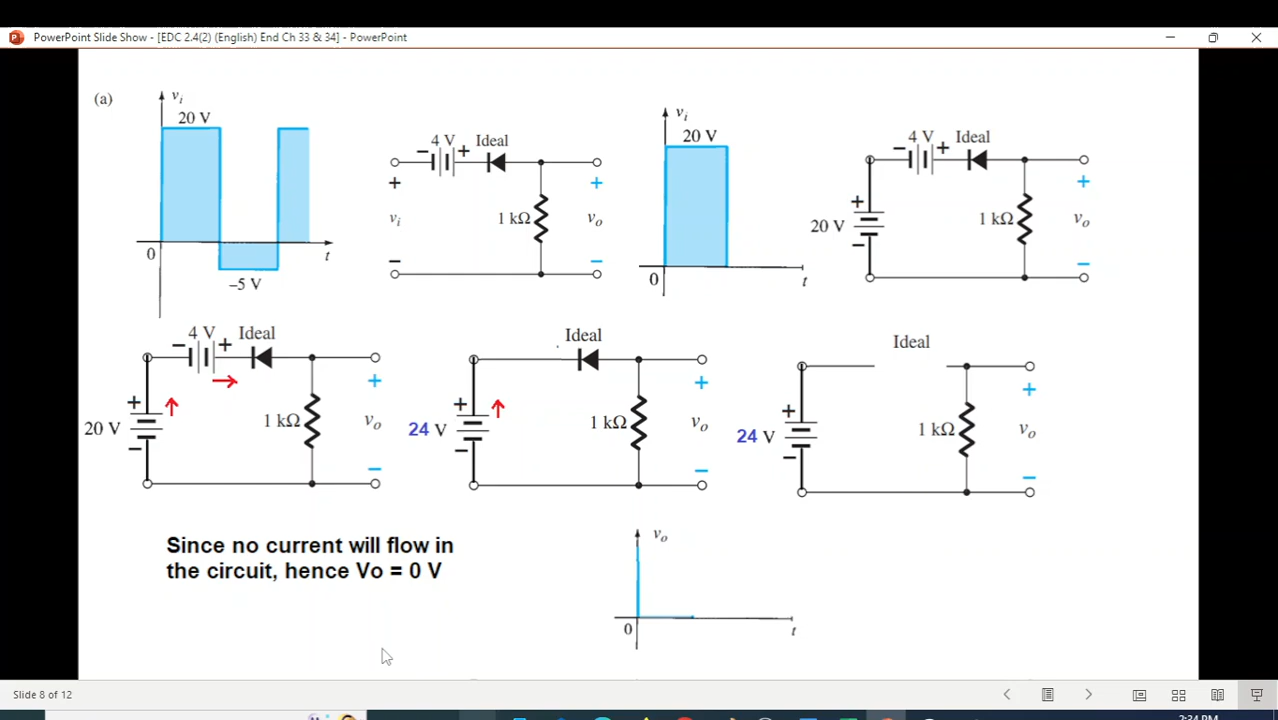 PowerPoint Slide Show - [EDC 2.4(2) (English) End Ch 33 & 34] - PowerPoint
(a)
vi
20 V
0
t
–5 V
4 V Ideal
− +
+
vi
−
1 kΩ
+
vo
−
vi
20 V
0
t
4 V Ideal
− +
+
20 V
−
1 kΩ
+
vo
−
4 V Ideal
− +
+
20 V
−
1 kΩ
+
vo
−
Ideal
+
24 V
−
1 kΩ
+
vo
−
Ideal
+
24 V
−
1 kΩ
+
vo
−
Since no current will flow in
the circuit, hence Vo = 0 V
vo
0
t
Slide 8 of 12
2:34 PM